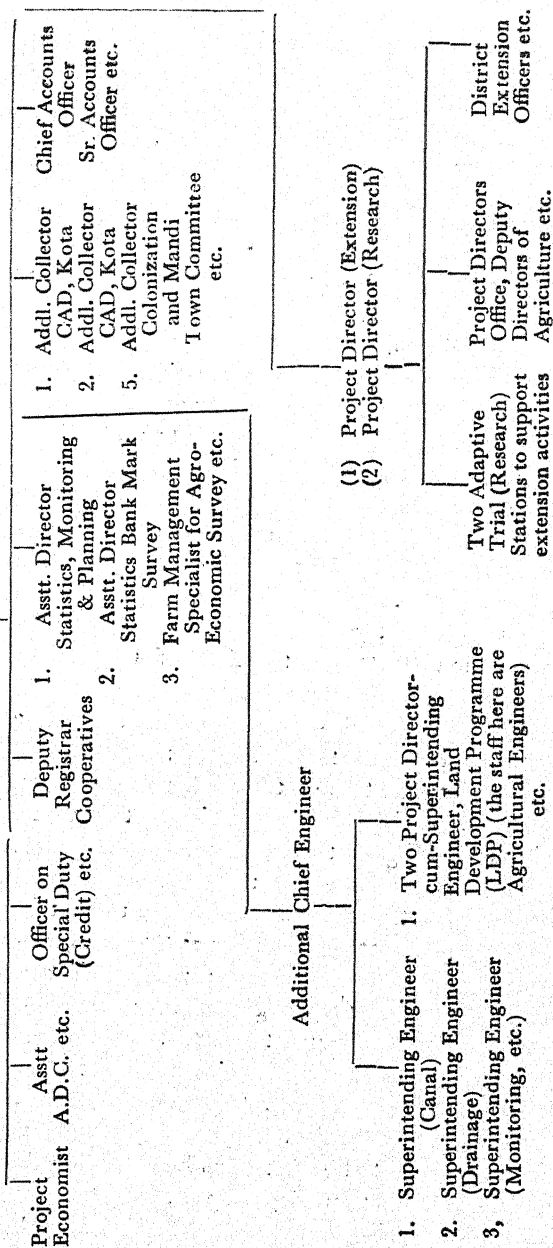 Project
Economist
Asstt
A.D.C. etc.
Officer on
Special Duty
(Credit) etc.
Deputy
Registrar
Cooperatives
1. Asstt. Director
Statistics, Monitoring
& Planning
2. Asstt. Director
Statistics Bank Mark
Survey
3. Farm Management
Specialist for Agro-
Economic Survey etc.
1. Addl. Collector
CAD, Kota
2. Addl. Collector
CAD, Kota
5. Addl. Collector
Colonization
and Mandi
Town Committee
etc.
Chief Accounts
Officer
Sr. Accounts
Officer etc.
Additional Chief Engineer
1. Superintending Engineer
(Canal)
2. Superintending Engineer
(Drainage)
3, Superintending Engineer
(Monitoring, etc.)
1. Two Project Director-
cum-Superintending
Engineer, Land
Development Programme
(LDP) (the staff here are
Agricultural Engineers)
etc.
(1) Project Director (Extension)
(2) Project Director (Research)
Two Adaptive
Trial (Research)
Stations to support
extension activities
Project Directors
Office, Deputy
Directors of
Agriculture etc.
District
Extension
Officers etc.